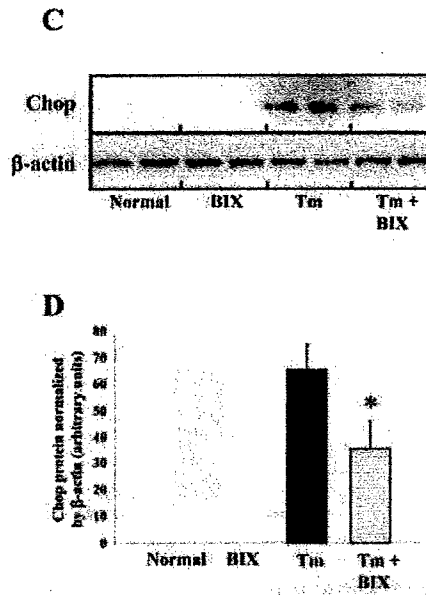 C
Chop
β-actin
Normal BIX Tm Tm +
BIX
D
Chop protein normalized
by β-actin (arbitrary units)
80
70
60
50
40
30
20
10
0
*
Normal BIX Tm Tm +
BIX